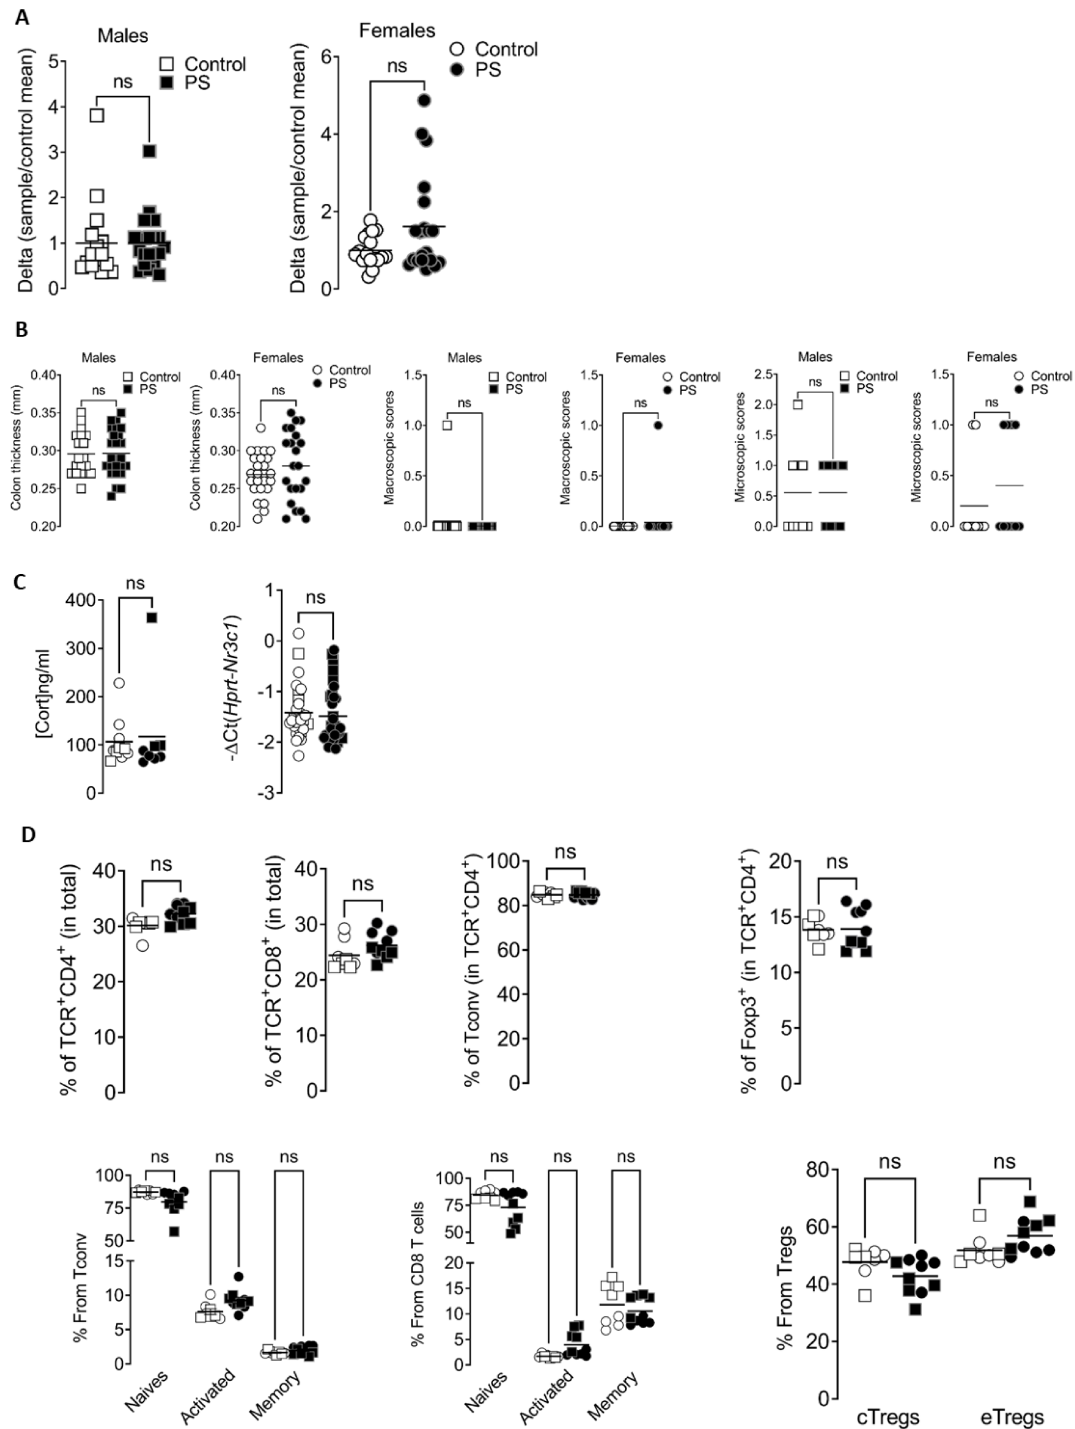 A
Males
Control
PS
ns
Delta (sample/control mean)
5
4
3
2
1
0
Females
Control
PS
ns
Delta (sample/control mean)
6
4
2
0
B
Males
Control
PS
ns
Colon thickness (mm)
0.40
0.35
0.30
0.25
0.20
Females
Control
PS
ns
Colon thickness (mm)
0.40
0.35
0.30
0.25
0.20
Males
Control
PS
ns
Macroscopic scores
1.5
1.0
0.5
0.0
Females
Control
PS
ns
Macroscopic scores
1.5
1.0
0.5
0.0
Males
Control
PS
ns
Microscopic scores
2.5
2.0
1.5
1.0
0.5
0.0
Females
Control
PS
ns
Microscopic scores
1.5
1.0
0.5
0.0
C
ns
[Cort]ng/ml
400
300
200
100
0
ns
-ΔCt(Hprt-Nr3c1)
1
0
-1
-2
-3
D
ns
% of TCR+CD4+ (in total)
40
30
20
10
0
ns
% of TCR+CD8+ (in total)
40
30
20
10
0
ns
% of Tconv (in TCR+CD4+)
100
80
60
40
20
0
ns
% of Foxp3+ (in TCR+CD4+)
20
15
10
5
0
ns
ns
ns
% From Tconv
100
75
50
15
10
5
0
Naives
Activated
Memory
ns
ns
ns
% From CD8 T cells
100
75
50
20
15
10
5
0
Naives
Activated
Memory
ns
ns
% From Tregs
80
60
40
20
0
cTregs
eTregs